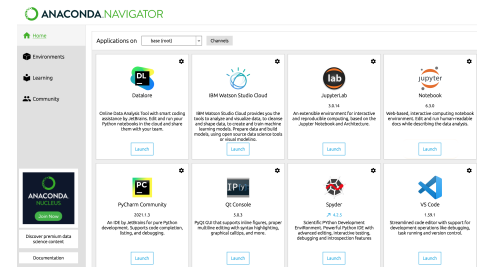 ANACONDA.NAVIGATOR
Home
Environments
Learning
Community
ANACONDA.
NUCLEUS
Join Now
Discover premium data
science content
Documentation
Applications on
base (root)
Channels
DL
Datalore
Online Data Analysis Tool with smart coding
assistance by JetBrains. Edit and run your
Python notebooks in the cloud and share
them with your team.
Launch
IBM Watson Studio Cloud
IBM Watson Studio Cloud provides you the
tools to analyze and visualize data, to cleanse
and shape data, to create and train machine
learning models. Prepare data and build
models, using open source data science tools
or visual modeling.
Launch
lab
JupyterLab
3.0.14
An extensible environment for interactive
and reproducible computing, based on the
Jupyter Notebook and Architecture.
Launch
jupyter
Notebook
6.3.0
Web-based, interactive computing notebook
environment. Edit and run human-readable
docs while describing the data analysis.
Launch
PC
PyCharm Community
2021.1.3
An IDE by JetBrains for pure Python
development. Supports code completion,
listing, and debugging.
Launch
IP[y]:
Qt Console
5.0.3
PyQt GUI that supports inline figures, proper
multiline editing with syntax highlighting,
graphical calltips, and more.
Launch
Spyder
4.2.5
Scientific PYthon Development
EnviRonment. Powerful Python IDE with
advanced editing, interactive testing,
debugging and introspection features
Launch
VS Code
1.59.1
Streamlined code editor with support for
development operations like debugging,
task running and version control.
Launch